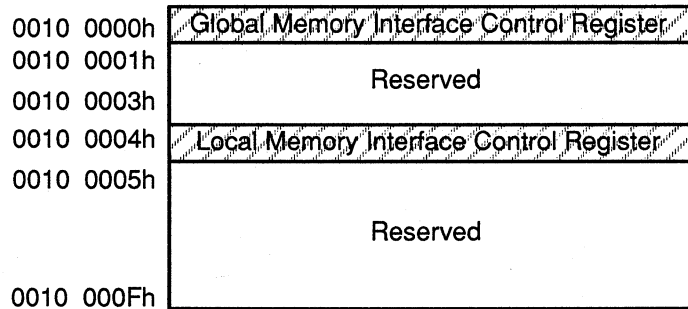 0010 0000h Global Memory Interface Control Register
0010 0001h
Reserved
0010 0003h
0010 0004h Local Memory Interface Control Register
0010 0005h
Reserved
0010 000Fh